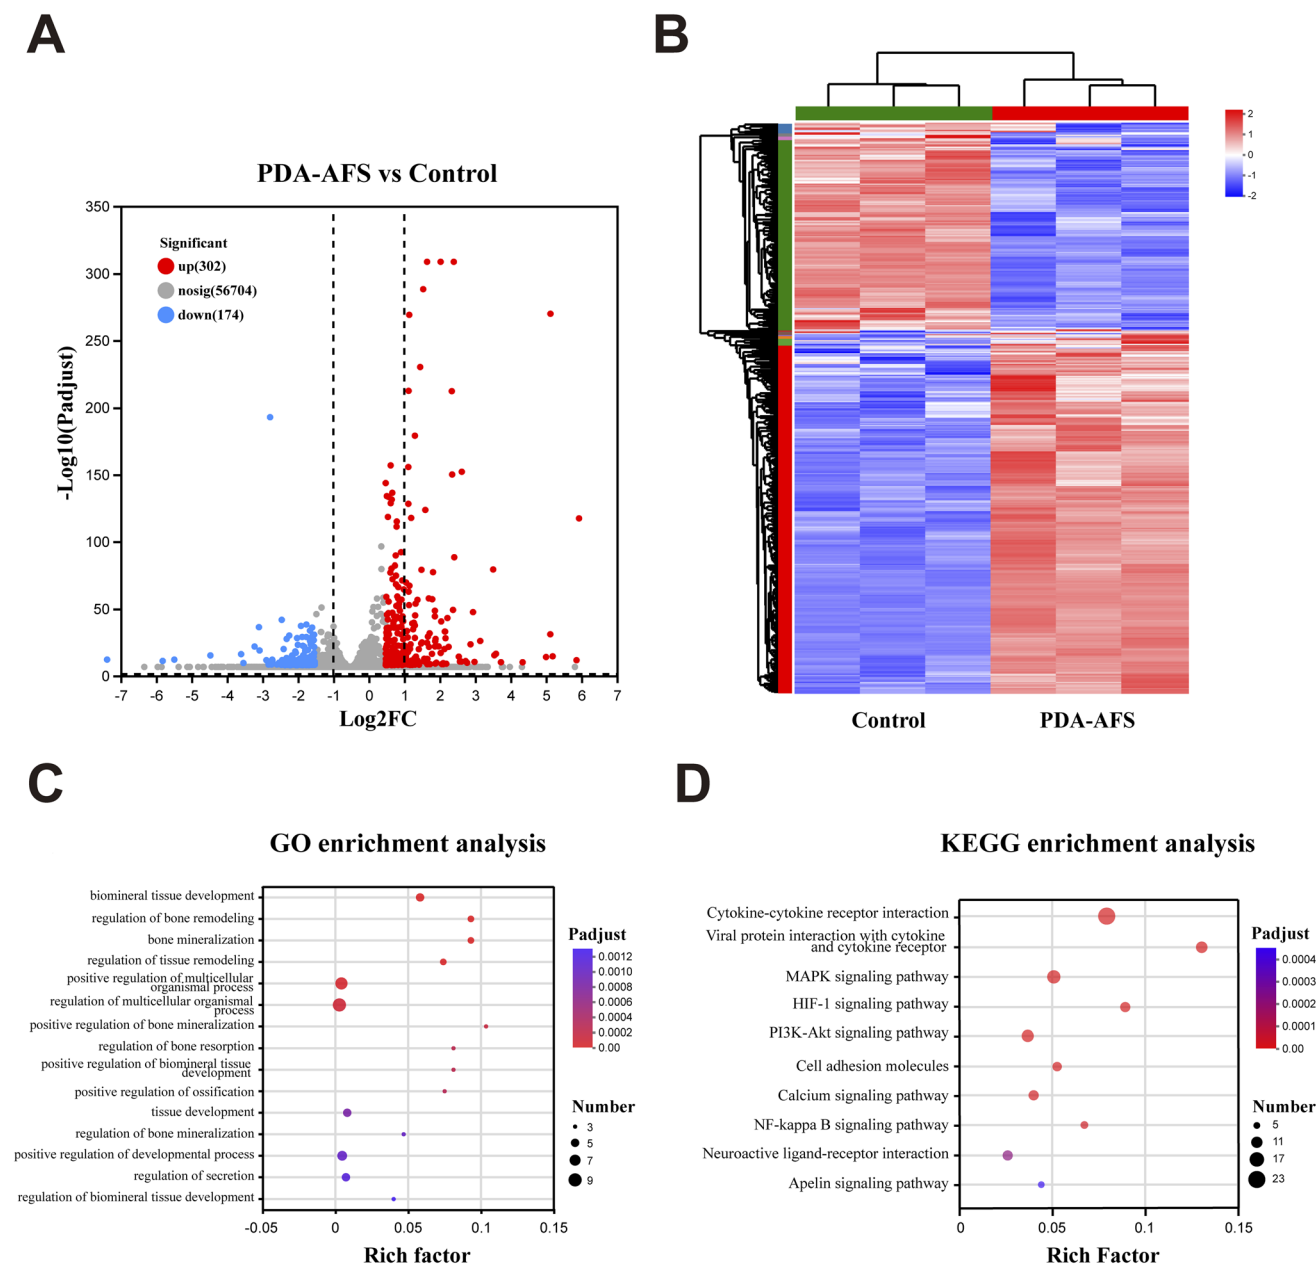 A
PDA-AFS vs Control
350
300
250
200
150
100
50
0
-Log10(Padjust)
Significant
up(302)
nosig(56704)
down(174)
-7 -6 -5 -4 -3 -2 -1 0 1 2 3 4 5 6 7
Log2FC
B
2
1
0
-1
-2
Control
PDA-AFS
C
GO enrichment analysis
biomineral tissue development
regulation of bone remodeling
bone mineralization
regulation of tissue remodeling
positive regulation of multicellular
organismal process
regulation of multicellular organismal
process
positive regulation of bone mineralization
regulation of bone resorption
positive regulation of biomineral tissue
development
positive regulation of ossification
tissue development
regulation of bone mineralization
positive regulation of developmental process
regulation of secretion
regulation of biomineral tissue development
-0.05 0 0.05 0.1 0.15
Rich factor
Padjust
0.0012
0.0010
0.0008
0.0006
0.0004
0.0002
0.00
Number
3
5
7
9
D
KEGG enrichment analysis
Cytokine-cytokine receptor interaction
Viral protein interaction with cytokine
and cytokine receptor
MAPK signaling pathway
HIF-1 signaling pathway
PI3K-Akt signaling pathway
Cell adhesion molecules
Calcium signaling pathway
NF-kappa B signaling pathway
Neuroactive ligand-receptor interaction
Apelin signaling pathway
0 0.05 0.1 0.15
Rich Factor
Padjust
0.0004
0.0003
0.0002
0.0001
0.00
Number
5
11
17
23